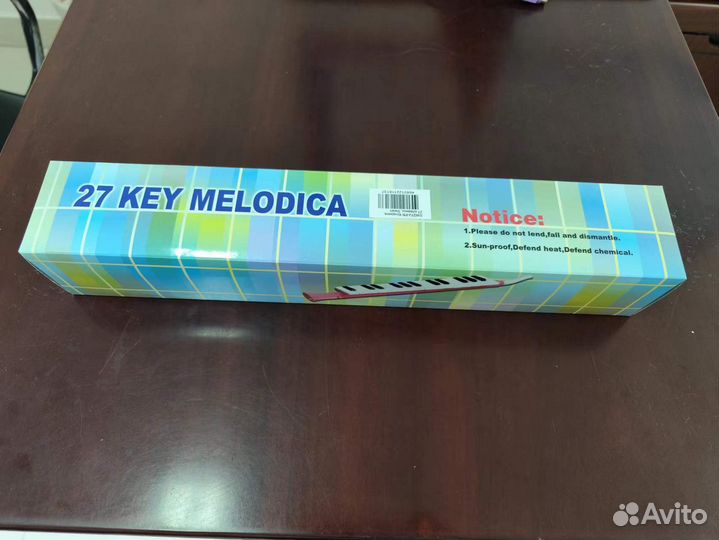 27 KEY MELODICA
Notice:
1.Please do not lend,fall and dismantle.
2.Sun-proof,Defend heat,Defend chemical.
Avito